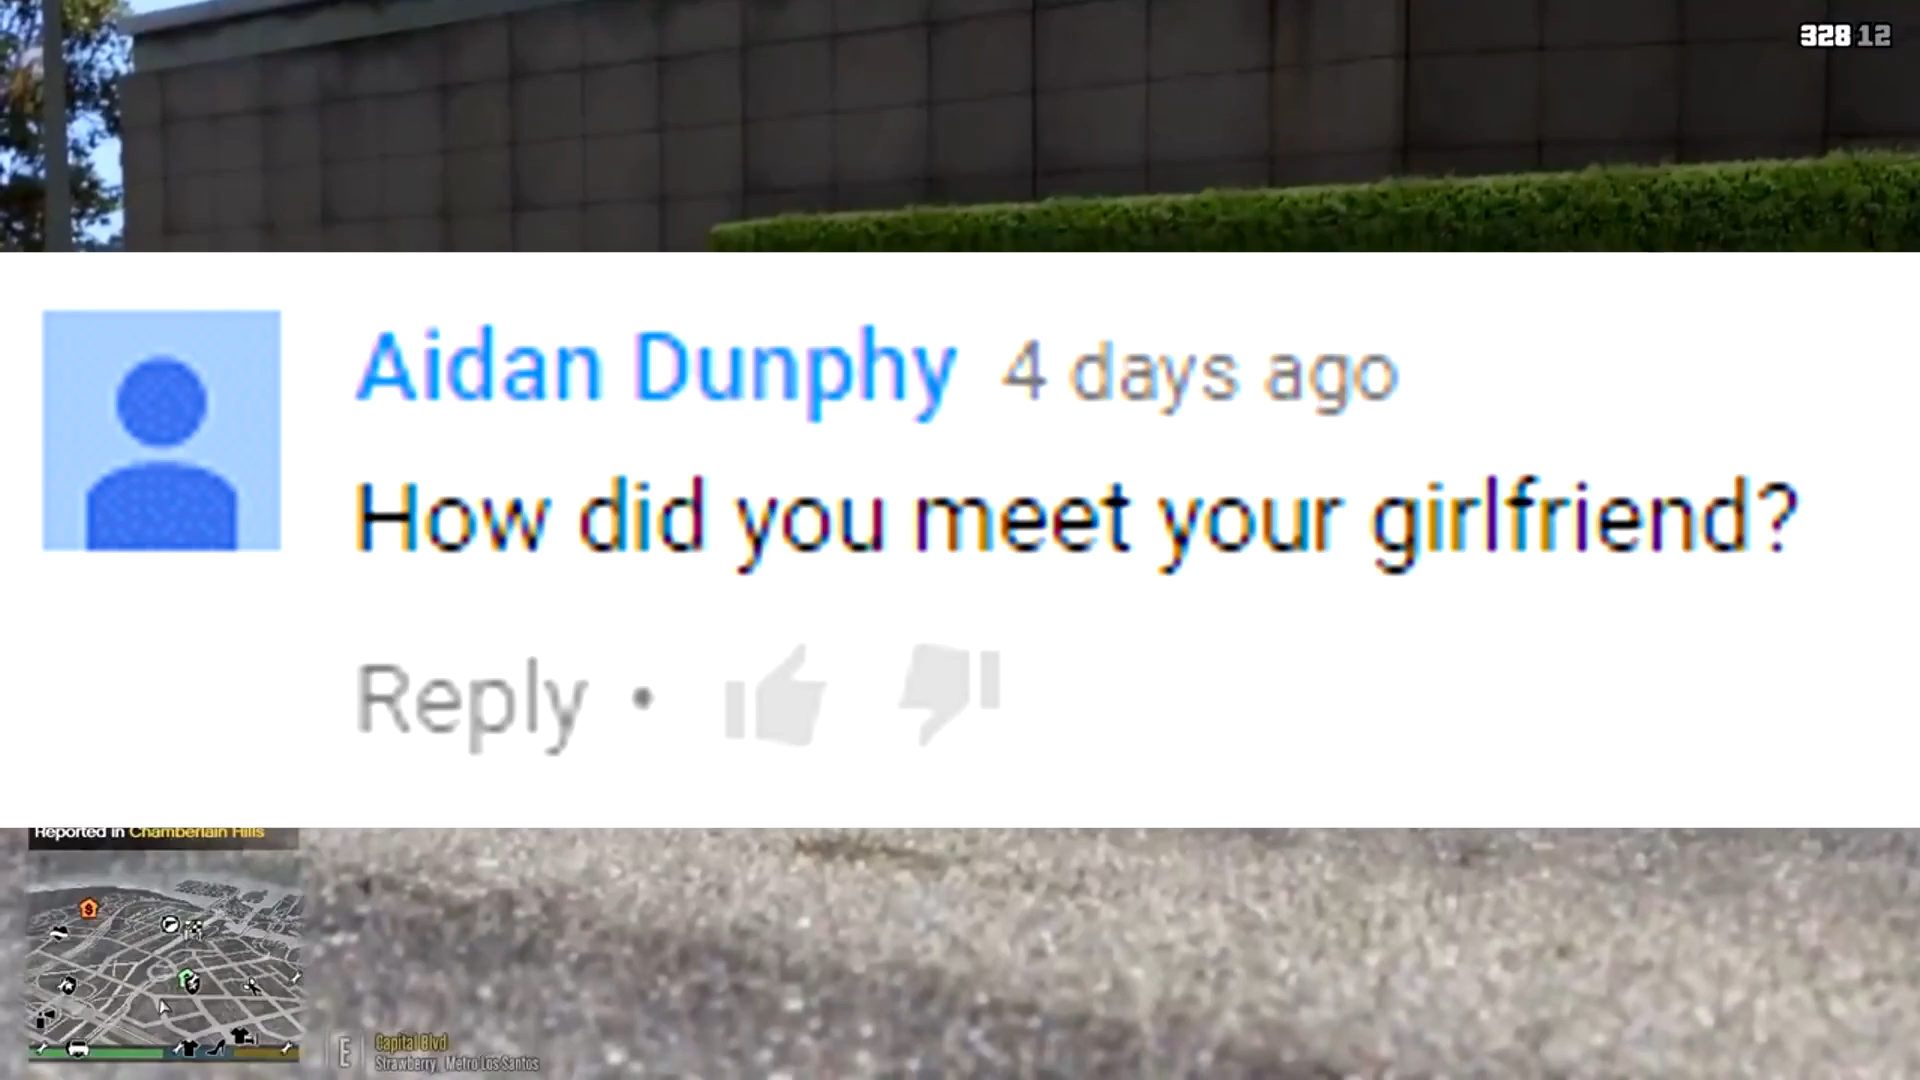 328 12
Aidan Dunphy 4 days ago
How did you meet your girlfriend?
Reply •
Reported in Chamberlain Hills
E
Capital Blvd
Strawberry, Metro Los Santos